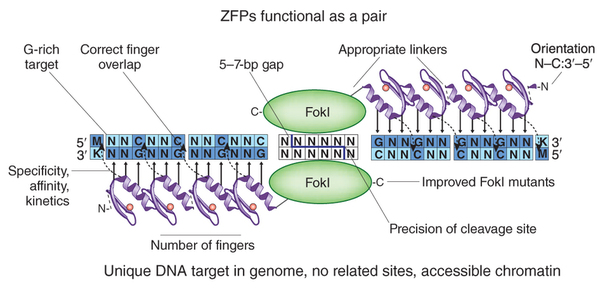 ZFPs functional as a pair
G-rich
target
Correct finger
overlap
5–7-bp gap
Appropriate linkers
Orientation
N–C:3′–5′
N
C-
FokI
5′ M N N C N N C N N C N N C N N N N N N G N N G N N G N N G N N K 3′
3′ K N N G N N G N N G N N G N N N N N N C N N C N N C N N C N N M 5′
Specificity,
affinity,
kinetics
N-
FokI
-C
Improved FokI mutants
Precision of cleavage site
Number of fingers
Unique DNA target in genome, no related sites, accessible chromatin